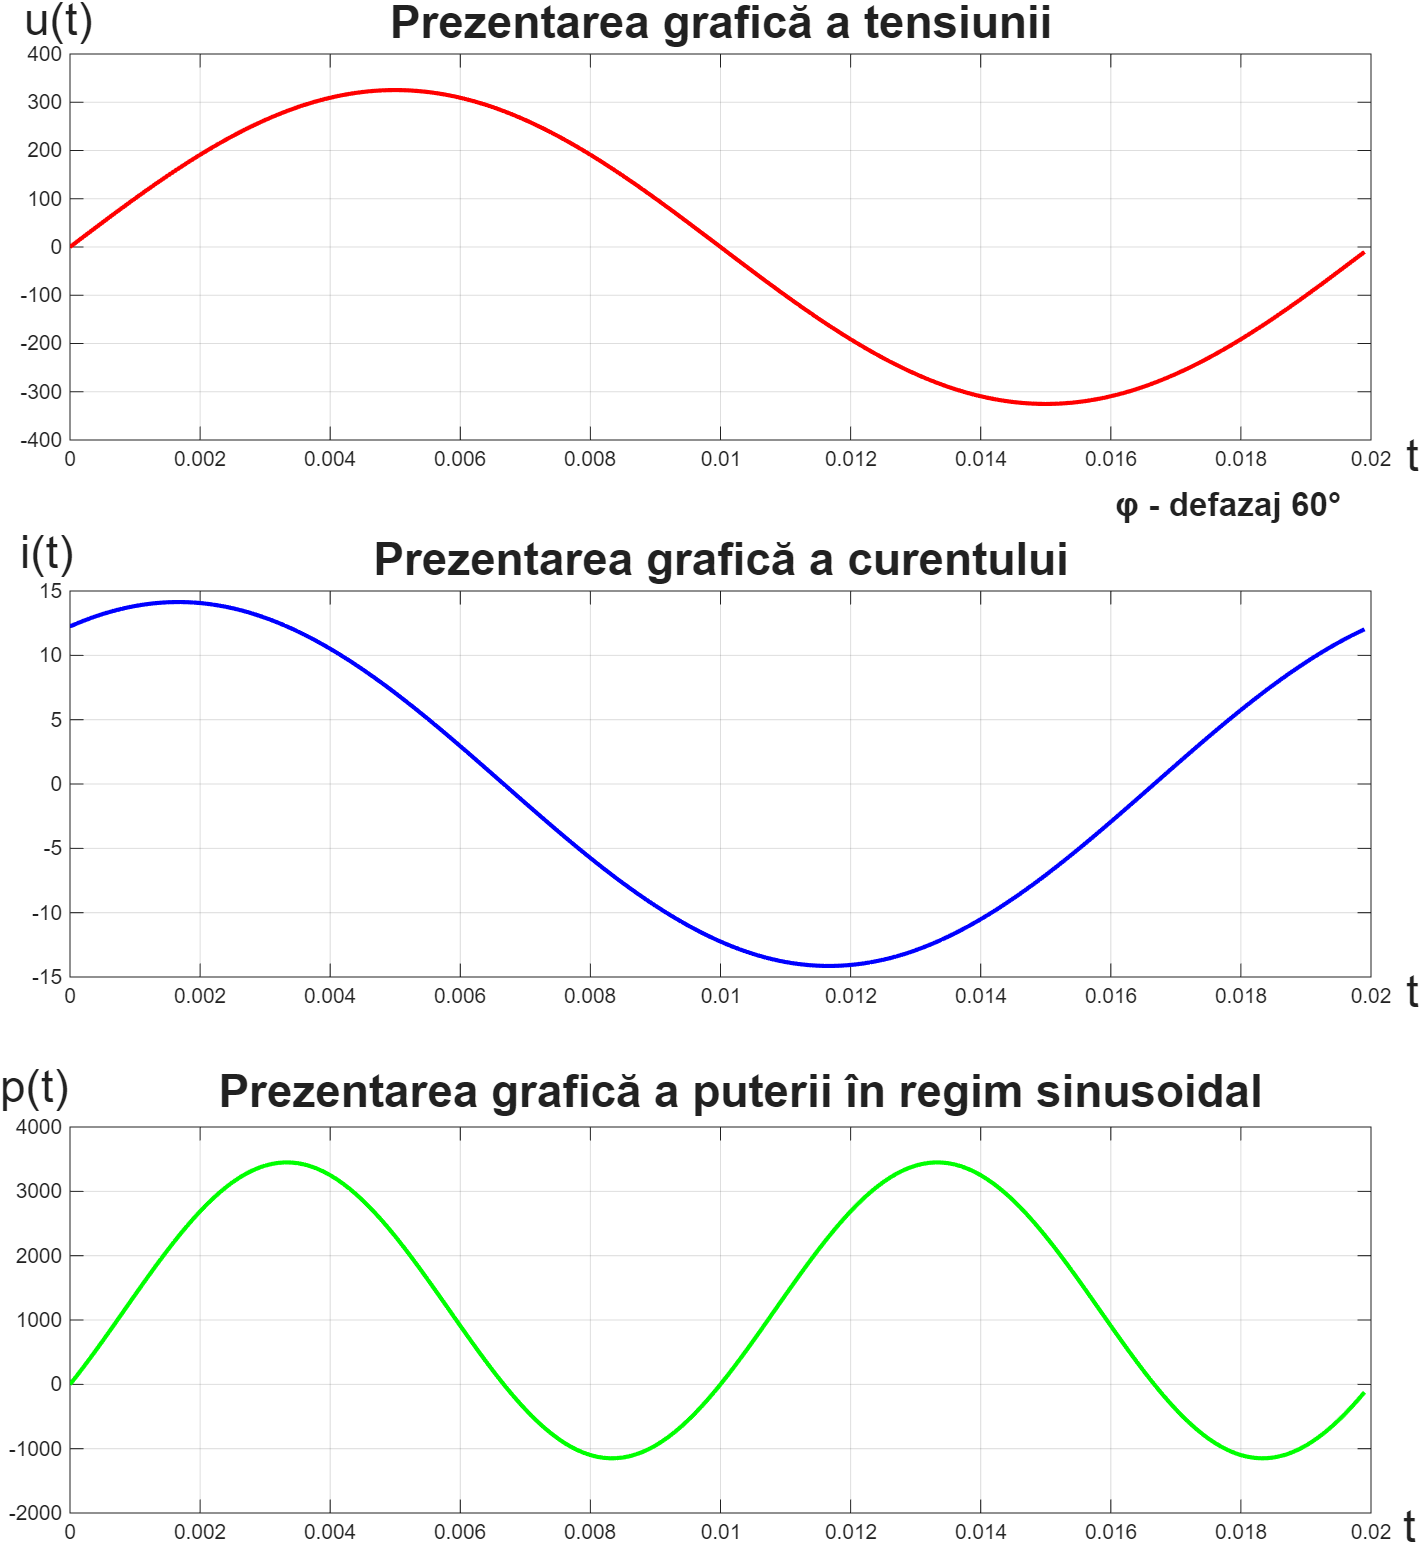 u(t)
Prezentarea grafică a tensiunii
400
300
200
100
0
-100
-200
-300
-400
0 0.002 0.004 0.006 0.008 0.01 0.012 0.014 0.016 0.018 0.02 t
φ - defazaj 60°
i(t)
Prezentarea grafică a curentului
15
10
5
0
-5
-10
-15
0 0.002 0.004 0.006 0.008 0.01 0.012 0.014 0.016 0.018 0.02 t
p(t)
Prezentarea grafică a puterii în regim sinusoidal
4000
3000
2000
1000
0
-1000
-2000
0 0.002 0.004 0.006 0.008 0.01 0.012 0.014 0.016 0.018 0.02 t